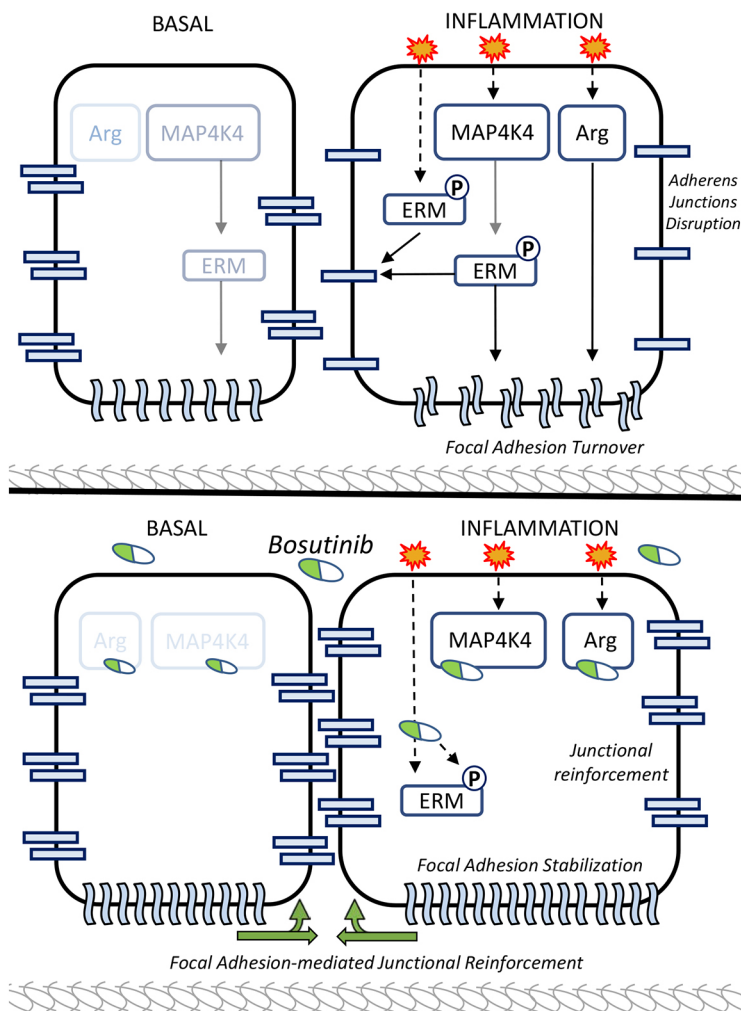 BASAL
INFLAMMATION
Arg
MAP4K4
ERM
MAP4K4
Arg
P
ERM
P
ERM
Adherens
Junctions
Disruption
Focal Adhesion Turnover
BASAL
Bosutinib
INFLAMMATION
Arg
MAP4K4
MAP4K4
Arg
P
ERM
Junctional
reinforcement
Focal Adhesion Stabilization
Focal Adhesion-mediated Junctional Reinforcement